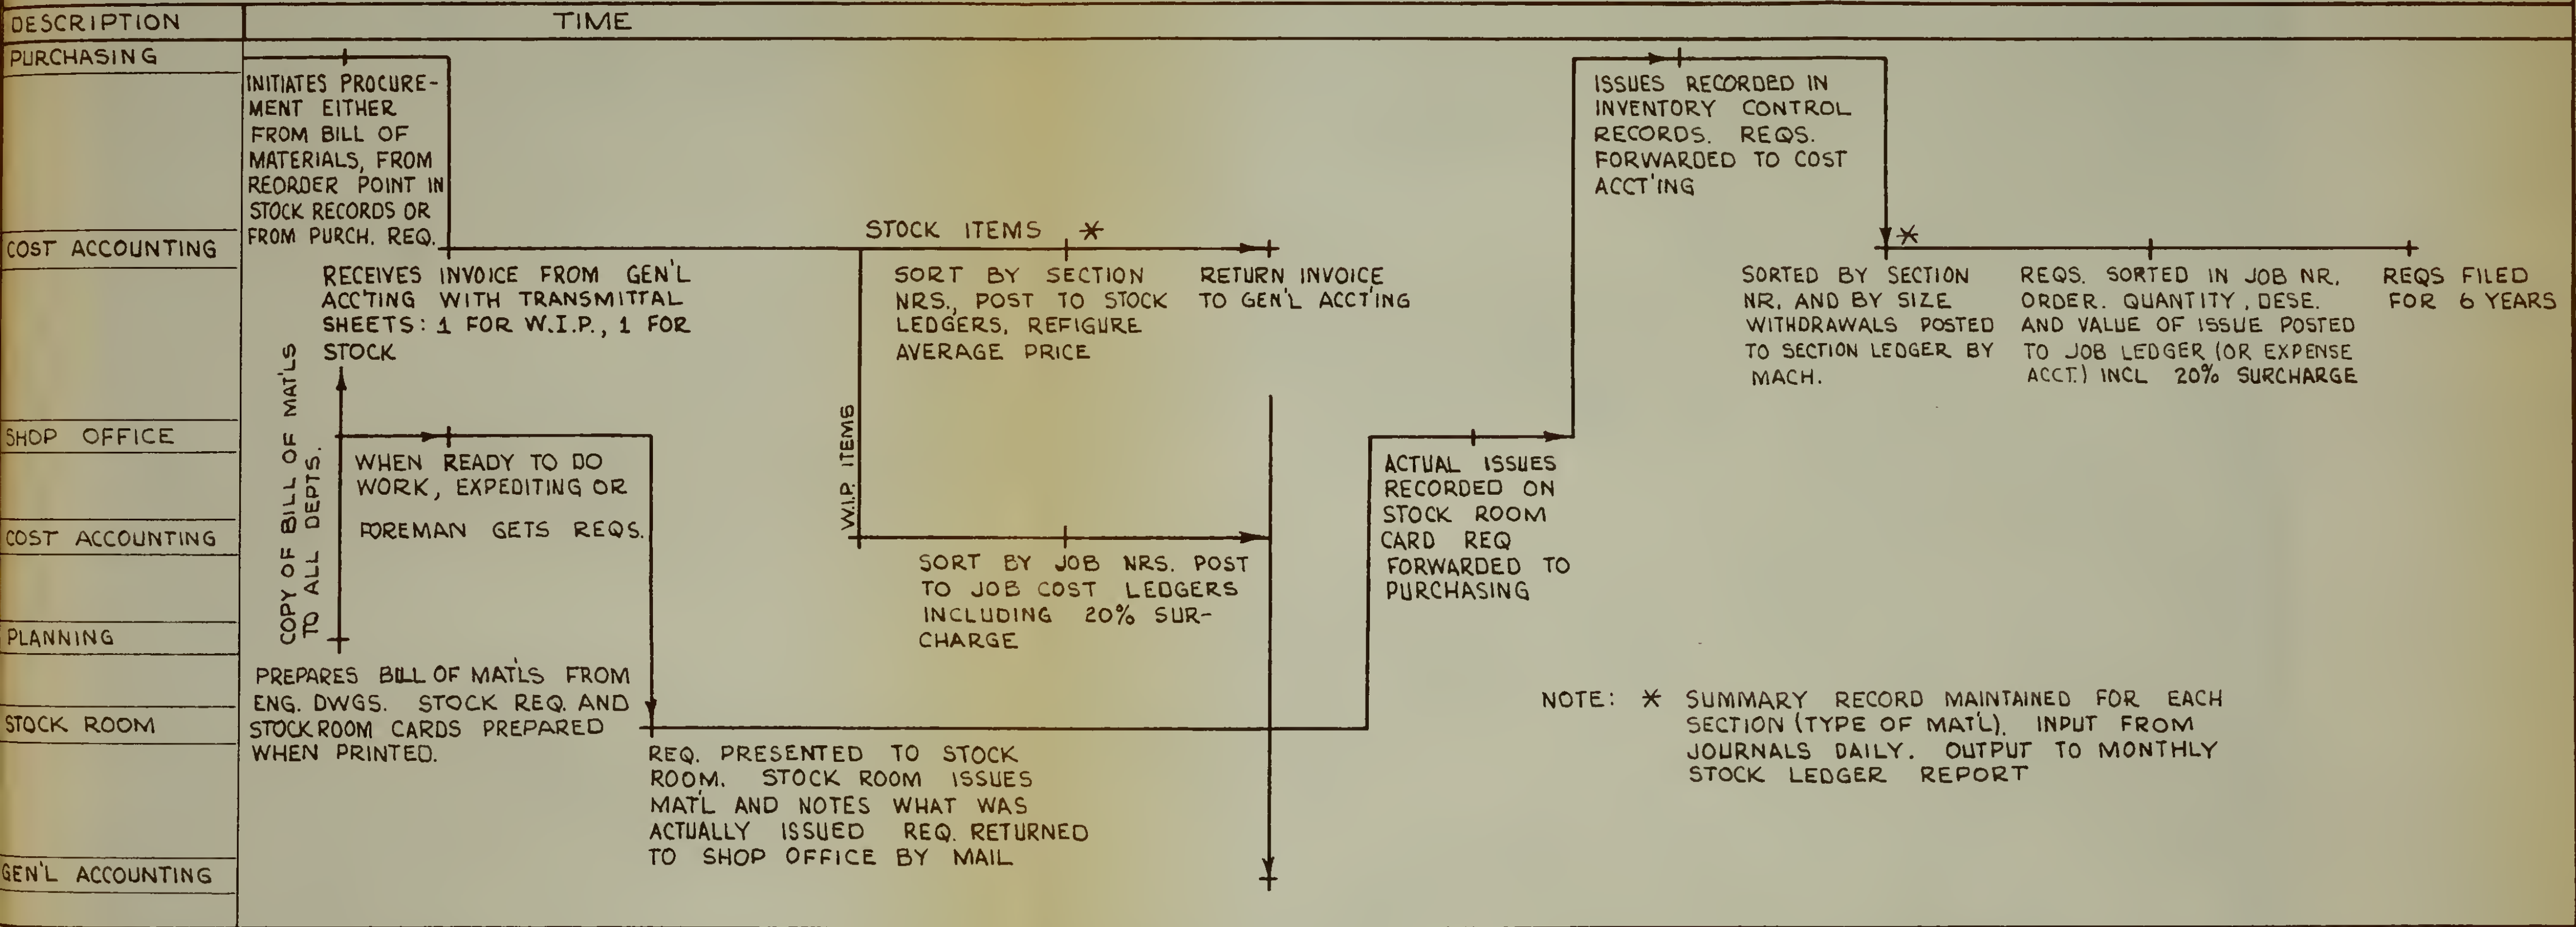 DESCRIPTION
TIME
PURCHASING
INITIATES PROCURE-
MENT EITHER
FROM BILL OF
MATERIALS, FROM
REORDER POINT IN
STOCK RECORDS OR
FROM PURCH. REQ.
ISSUES RECORDED IN
INVENTORY CONTROL
RECORDS. REQS.
FORWARDED TO COST
ACCT'ING
COST ACCOUNTING
RECEIVES INVOICE FROM GEN'L
ACC'TING WITH TRANSMITTAL
SHEETS: 1 FOR W.I.P., 1 FOR
STOCK
STOCK ITEMS *
SORT BY SECTION
NRS., POST TO STOCK
LEDGERS, REFIGURE
AVERAGE PRICE
RETURN INVOICE
TO GEN'L ACCT'ING
*
SORTED BY SECTION
NR. AND BY SIZE
WITHDRAWALS POSTED
TO SECTION LEDGER BY
MACH.
REQS. SORTED IN JOB NR.
ORDER. QUANTITY, DESE.
AND VALUE OF ISSUE POSTED
TO JOB LEDGER (OR EXPENSE
ACCT.) INCL 20% SURCHARGE
REQS FILED
FOR 6 YEARS
COPY OF BILL OF MAT'LS
TO ALL DEPTS.
SHOP OFFICE
WHEN READY TO DO
WORK, EXPEDITING OR
FOREMAN GETS REQS.
W.I.P. ITEMS
ACTUAL ISSUES
RECORDED ON
STOCK ROOM
CARD REQ
FORWARDED TO
PURCHASING
COST ACCOUNTING
SORT BY JOB NRS. POST
TO JOB COST LEDGERS
INCLUDING 20% SUR-
CHARGE
PLANNING
PREPARES BILL OF MAT'LS FROM
ENG. DWGS. STOCK REQ. AND
STOCKROOM CARDS PREPARED
WHEN PRINTED.
STOCK ROOM
REQ. PRESENTED TO STOCK
ROOM. STOCK ROOM ISSUES
MAT'L AND NOTES WHAT WAS
ACTUALLY ISSUED REQ. RETURNED
TO SHOP OFFICE BY MAIL
NOTE: * SUMMARY RECORD MAINTAINED FOR EACH
SECTION (TYPE OF MAT'L). INPUT FROM
JOURNALS DAILY. OUTPUT TO MONTHLY
STOCK LEDGER REPORT
GEN'L ACCOUNTING